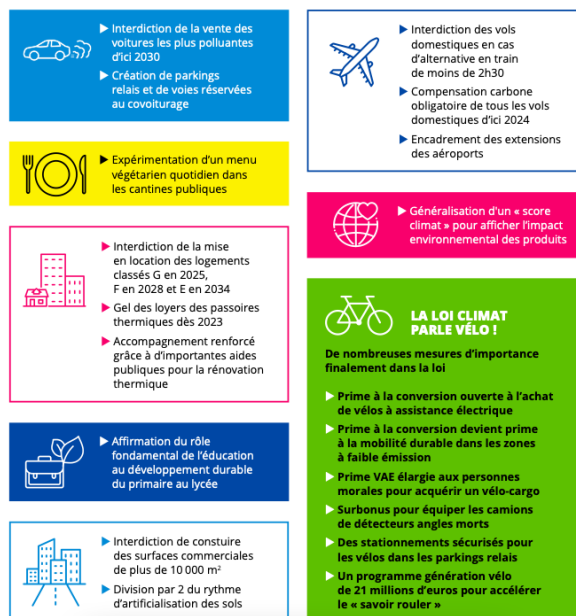 ▶ Interdiction de la vente des
voitures les plus polluantes
d'ici 2030
▶ Création de parkings
relais et de voies réservées
au covoiturage
▶ Expérimentation d'un menu
végétarien quotidien dans
les cantines publiques
▶ Interdiction de la mise
en location des logements
classés G en 2025,
F en 2028 et E en 2034
▶ Gel des loyers des passoires
thermiques dès 2023
▶ Accompagnement renforcé
grâce à d'importantes aides
publiques pour la rénovation
thermique
▶ Affirmation du rôle
fondamental de l'éducation
au développement durable
du primaire au lycée
▶ Interdiction de constuire
des surfaces commerciales
de plus de 10 000 m²
▶ Division par 2 du rythme
d'artificialisation des sols
▶ Interdiction des vols
domestiques en cas
d'alternative en train
de moins de 2h30
▶ Compensation carbone
obligatoire de tous les vols
domestiques d'ici 2024
▶ Encadrement des extensions
des aéroports
▶ Généralisation d'un « score
climat » pour afficher l'impact
environnemental des produits
LA LOI CLIMAT
PARLE VÉLO !
De nombreuses mesures d'importance
finalement dans la loi
▶ Prime à la conversion ouverte à l'achat
de vélos à assistance électrique
▶ Prime à la conversion devient prime
à la mobilité durable dans les zones
à faible émission
▶ Prime VAE élargie aux personnes
morales pour acquérir un vélo-cargo
▶ Surbonus pour équiper les camions
de détecteurs angles morts
▶ Des stationnements sécurisés pour
les vélos dans les parkings relais
▶ Un programme génération vélo
de 21 millions d'euros pour accélérer
le « savoir rouler »